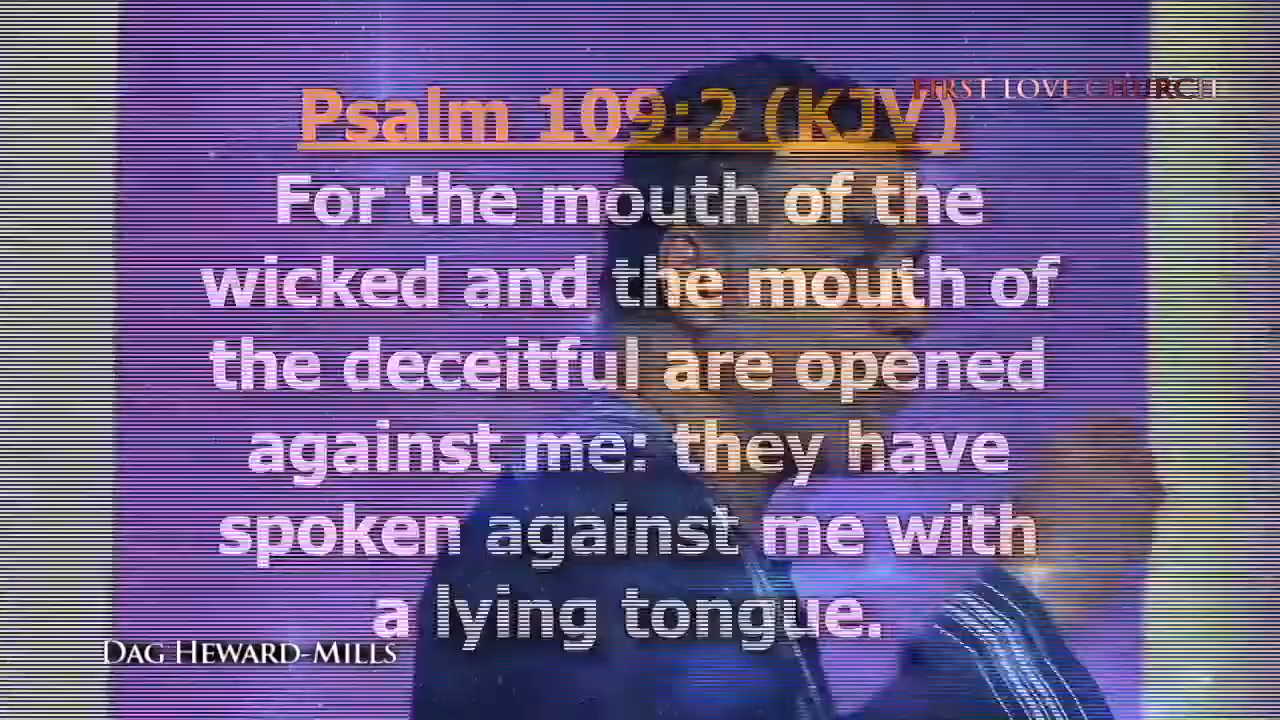 FIRST LOVE CHURCH
Psalm 109:2 (KJV)
For the mouth of the
wicked and the mouth of
the deceitful are opened
against me: they have
spoken against me with
a lying tongue.
DAG HEWARD-MILLS